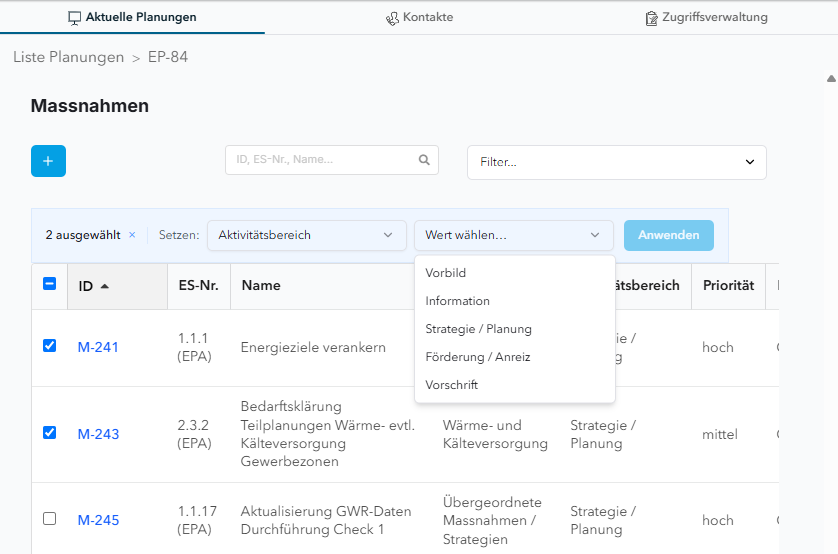 Aktuelle Planungen
Kontakte
Zugriffsverwaltung
Liste Planungen > EP-84
Massnahmen
+
ID, ES-Nr., Name...
Filter...
2 ausgewählt ×
Setzen:
Aktivitätsbereich
Wert wählen...
Anwenden
Vorbild
Information
Strategie / Planung
Förderung / Anreiz
Vorschrift
ID
ES-Nr.
Name
tsbereich
Priorität
M-241
1.1.1
(EPA)
Energieziele verankern
hoch
M-243
2.3.2
(EPA)
Bedarftsklärung
Teilplanungen Wärme- evtl.
Kälteversorgung
Gewerbezonen
Wärme- und
Kälteversorgung
Strategie /
Planung
mittel
M-245
1.1.17
(EPA)
Aktualisierung GWR-Daten
Durchführung Check 1
Übergeordnete
Massnahmen /
Strategien
Strategie /
Planung
hoch